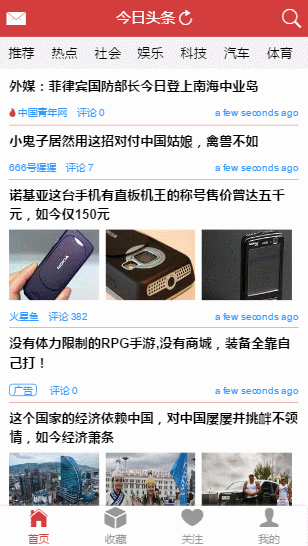 今日头条
推荐 热点 社会 娱乐 科技 汽车 体育
外媒：菲律宾国防部长今日登上南海中业岛
中国青年网 评论 0 a few seconds ago
小鬼子居然用这招对付中国姑娘，禽兽不如
666号猩猩 评论 7 a few seconds ago
诺基亚这台手机有直板机王的称号售价曾达五千
元，如今仅150元
NOKIA
火星鱼 评论 382 a few seconds ago
没有体力限制的RPG手游,没有商城，装备全靠自
己打！
广告 评论 0 a few seconds ago
这个国家的经济依赖中国，对中国屡屡井挑衅不领
情，如今经济萧条
首页 收藏 关注 我的